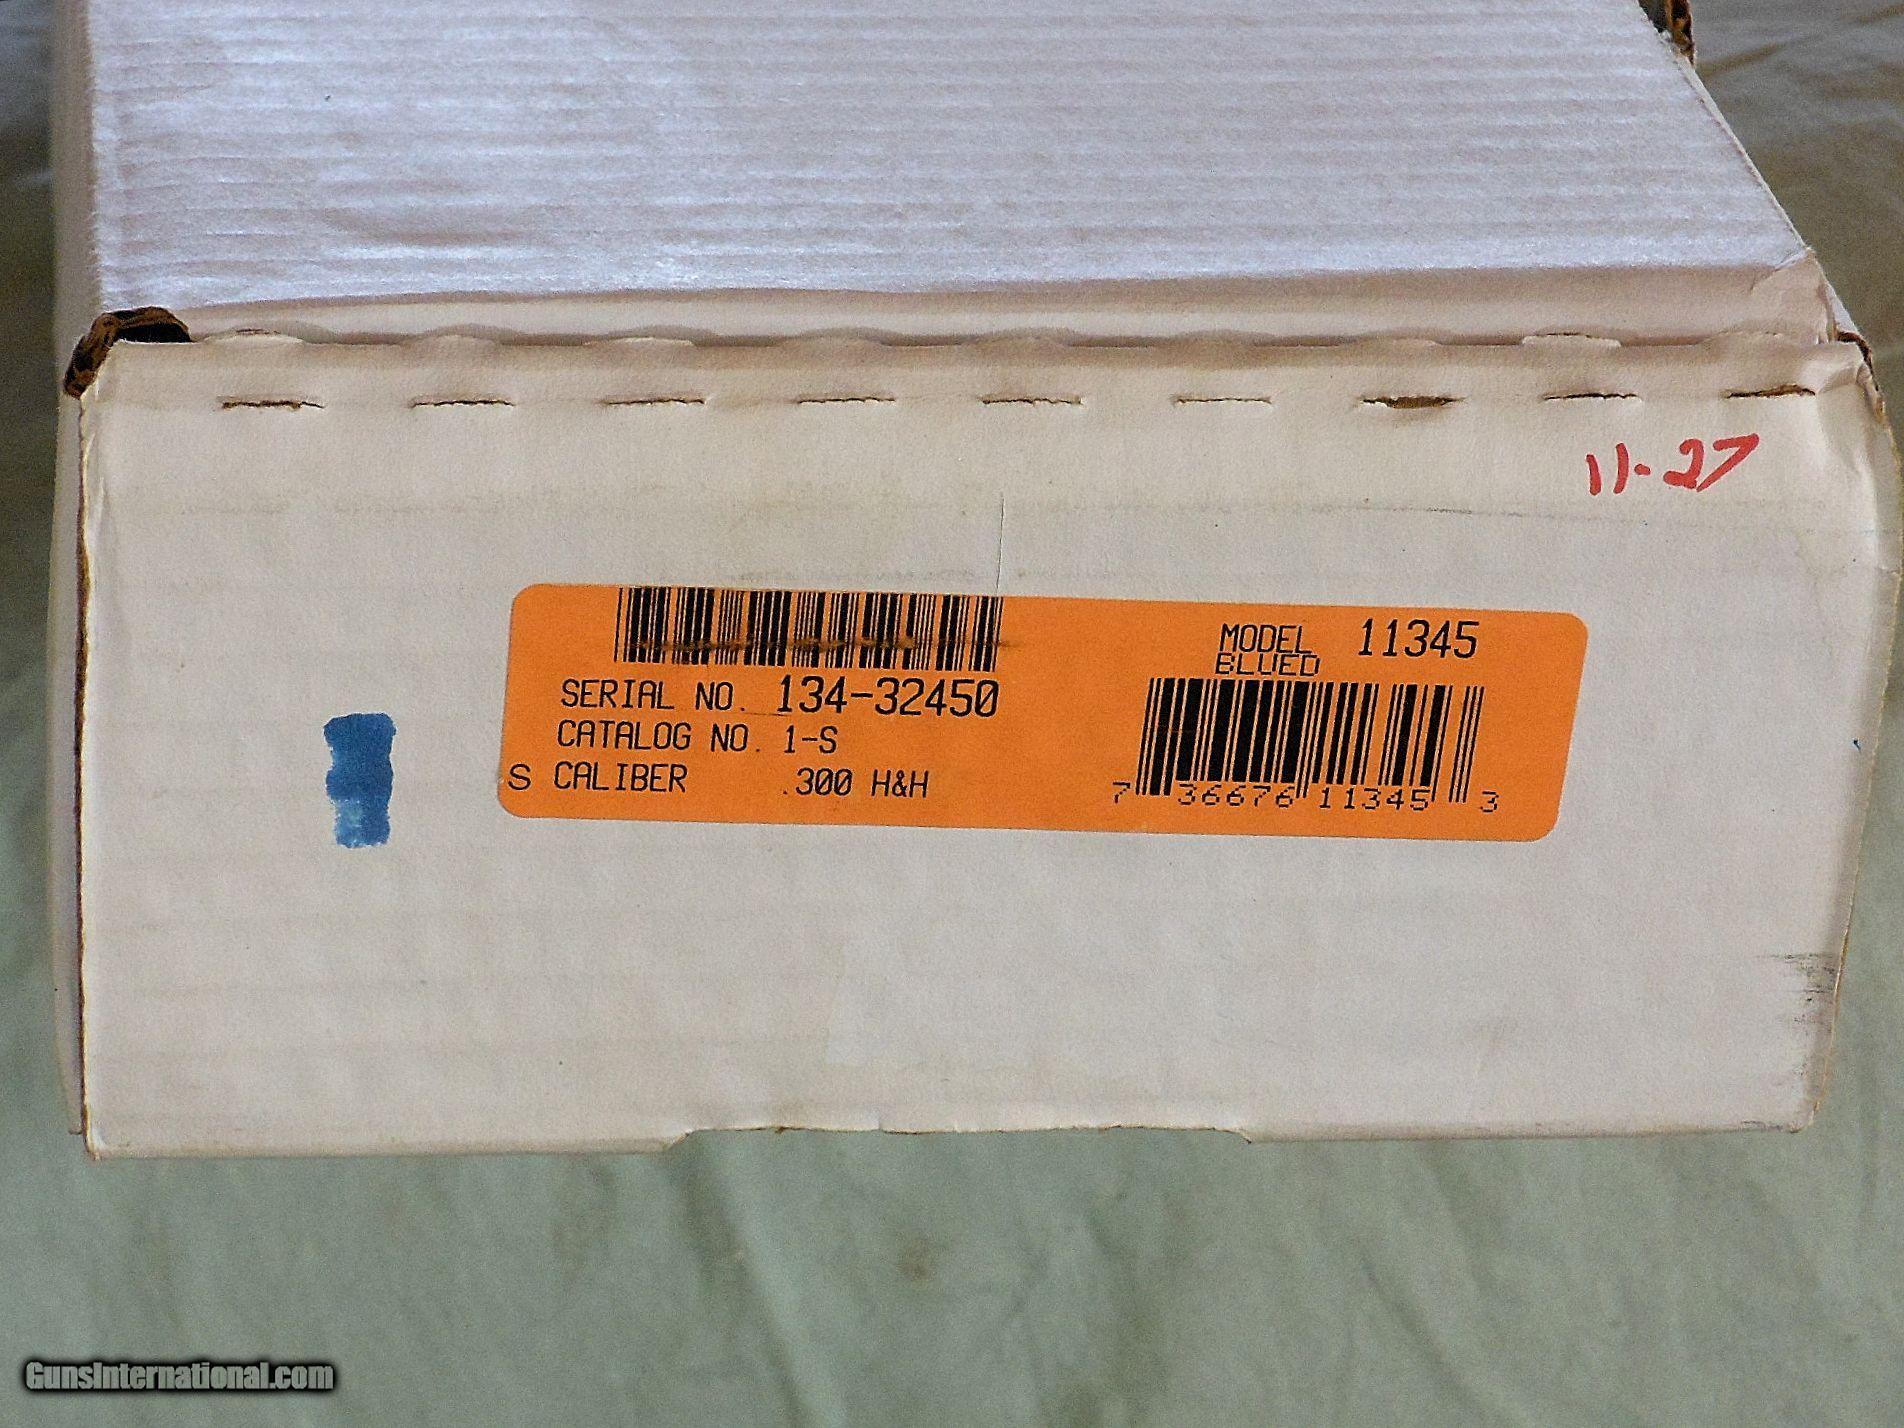 11-27
SERIAL NO. 134-32450
CATALOG NO. 1-S
S CALIBER .300 H&H
MODEL 11345
BLUED
7 36676 11345 3
GunsInternational.com